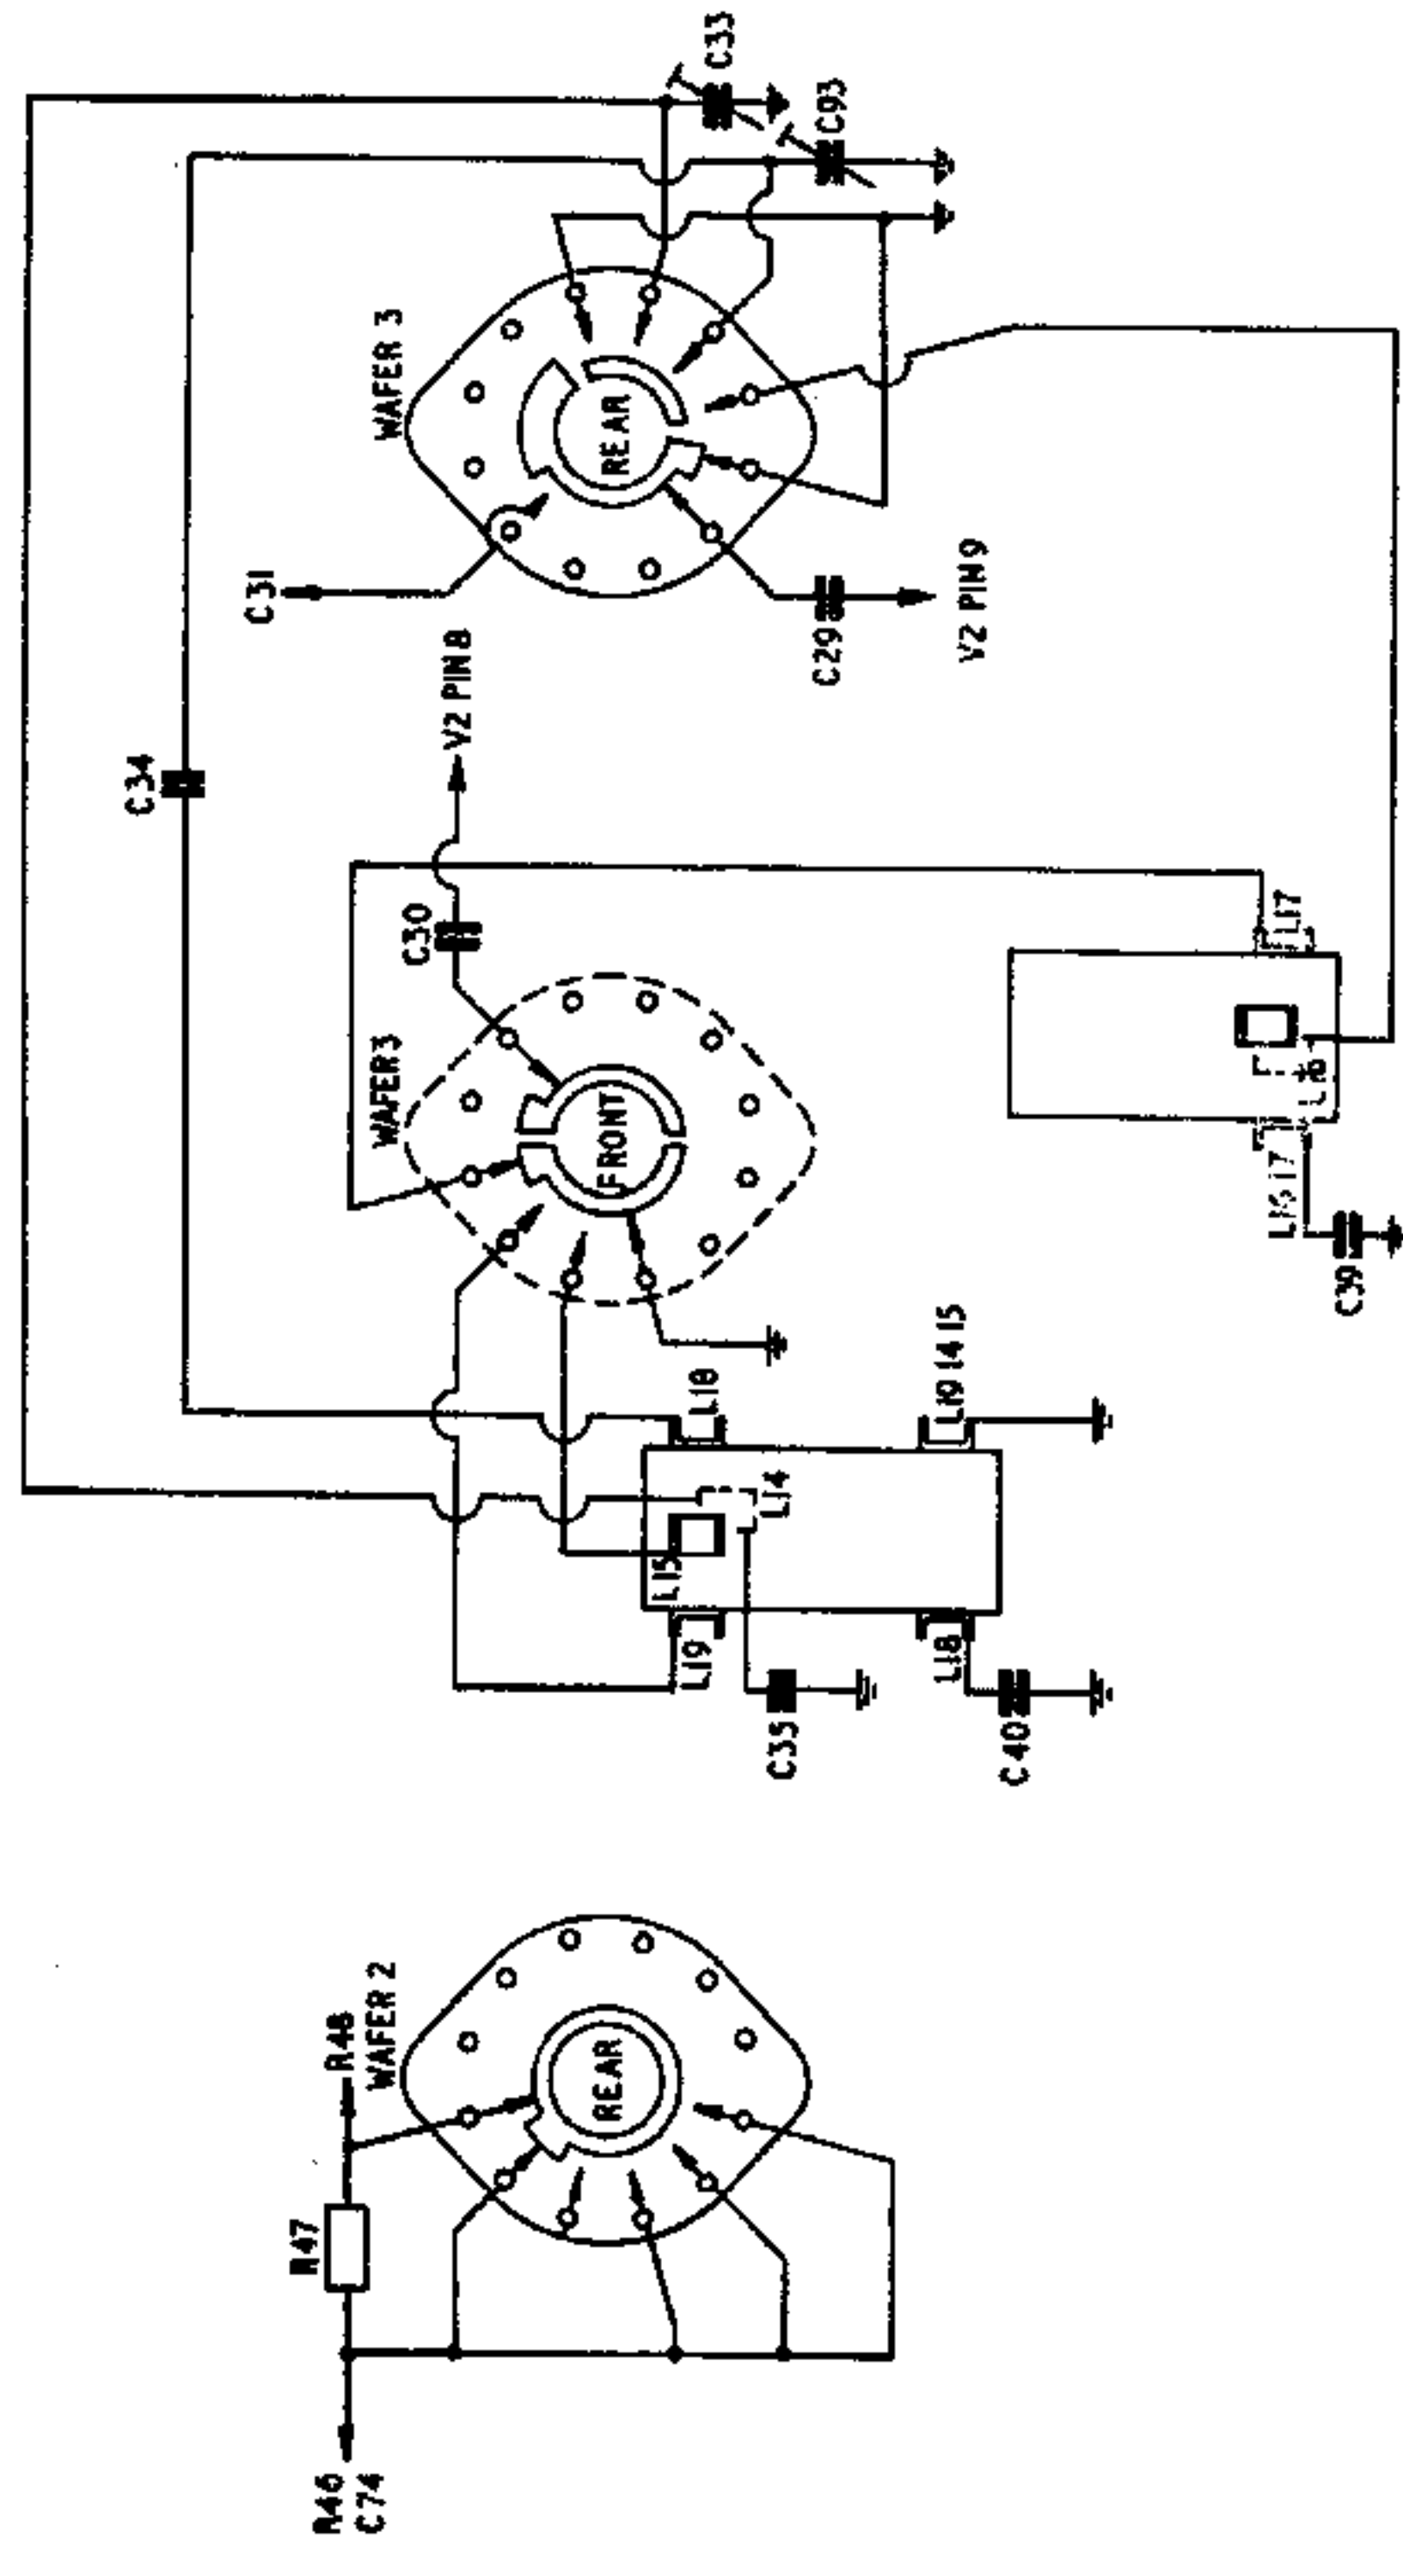 R46
C74
R47
R48
WAFER 2
REAR
C34
C30
V2 PIN 8
WAFER 3
FRONT
L19
L15
L14
L18
L18
L19 14 15
C35
C40
C31
WAFER 3
REAR
C33
C93
C29
V2 PIN 9
L17
L16
L16 17
C39